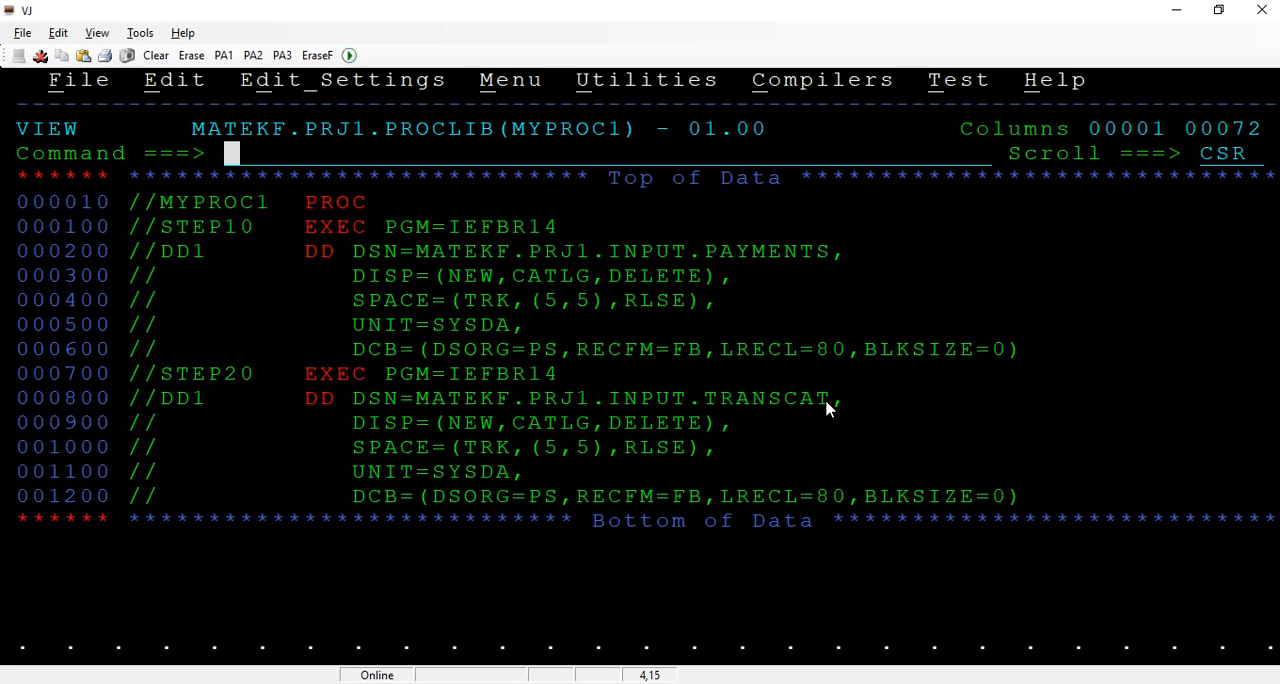 VJ
File Edit View Tools Help
Clear Erase PA1 PA2 PA3 EraseF
File Edit Edit_Settings Menu Utilities Compilers Test Help
--------------------------------------------------------------------------------
VIEW MATEKF.PRJ1.PROCLIB(MYPROC1) - 01.00 Columns 00001 00072
Command ===> Scroll ===> CSR
****** ***************************** Top of Data ******************************
000010 //MYPROC1 PROC
000100 //STEP10 EXEC PGM=IEFBR14
000200 //DD1 DD DSN=MATEKF.PRJ1.INPUT.PAYMENTS,
000300 // DISP=(NEW,CATLG,DELETE),
000400 // SPACE=(TRK,(5,5),RLSE),
000500 // UNIT=SYSDA,
000600 // DCB=(DSORG=PS,RECFM=FB,LRECL=80,BLKSIZE=0)
000700 //STEP20 EXEC PGM=IEFBR14
000800 //DD1 DD DSN=MATEKF.PRJ1.INPUT.TRANSCAT,
000900 // DISP=(NEW,CATLG,DELETE),
001000 // SPACE=(TRK,(5,5),RLSE),
001100 // UNIT=SYSDA,
001200 // DCB=(DSORG=PS,RECFM=FB,LRECL=80,BLKSIZE=0)
****** **************************** Bottom of Data ****************************
. . . . . . . . . . . . . . . . . . . . . . . . . . .
Online 4,15